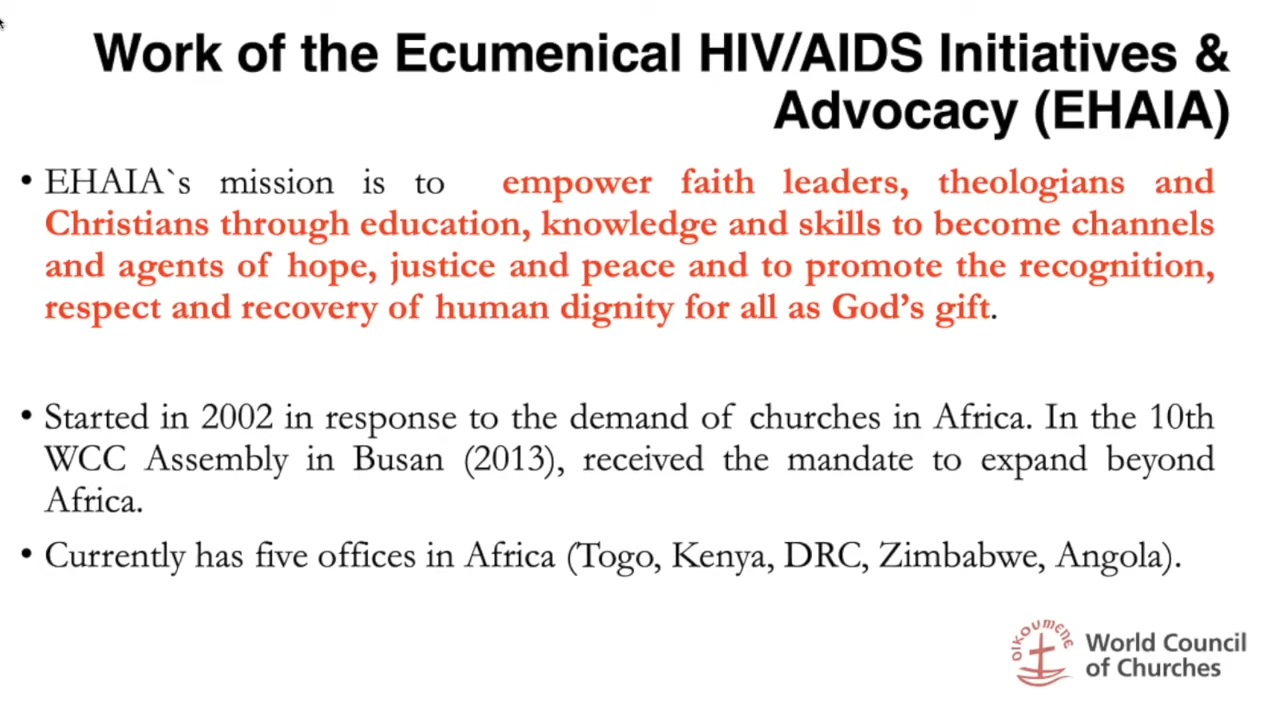 Work of the Ecumenical HIV/AIDS Initiatives &
Advocacy (EHAIA)
• EHAIA`s mission is to empower faith leaders, theologians and
Christians through education, knowledge and skills to become channels
and agents of hope, justice and peace and to promote the recognition,
respect and recovery of human dignity for all as God’s gift.
• Started in 2002 in response to the demand of churches in Africa. In the 10th
WCC Assembly in Busan (2013), received the mandate to expand beyond
Africa.
• Currently has five offices in Africa (Togo, Kenya, DRC, Zimbabwe, Angola).
OIKOUMENE
World Council
of Churches